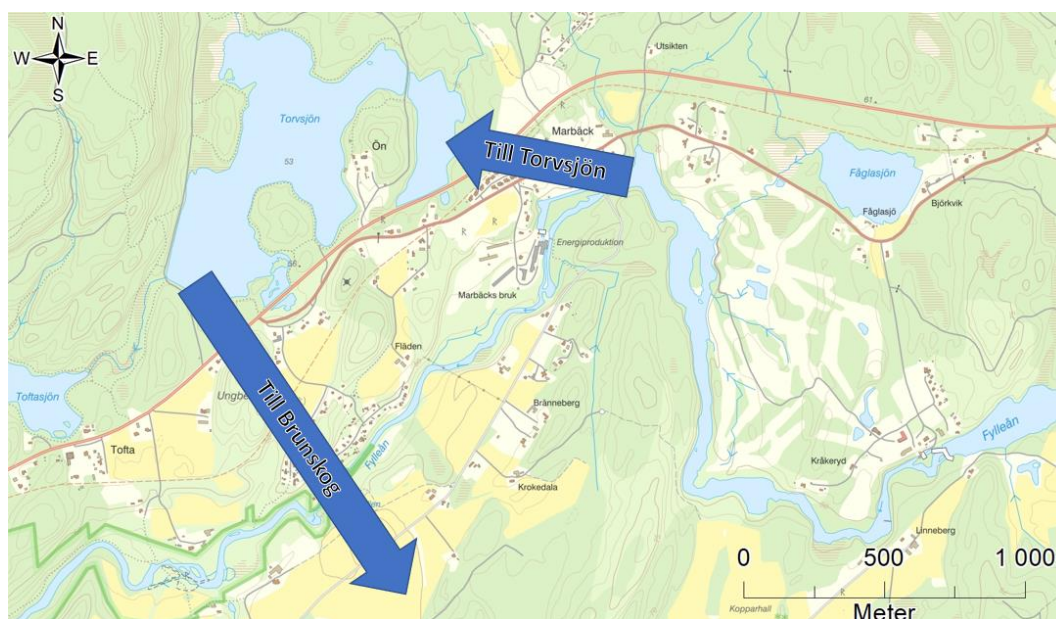 N
W E
S
Utsikten
Torvsjön
61
Marbäck
Ön
Till Torvsjön
53
Fåglasjön
Fåglasjö
Björkvik
Energiproduktion
Marbäcks bruk
Fläden
Till Brunskog
Toftasjön
Bränneberg
Fylleån
Tofta
Fylleån
Kråkeryd
Krokedala
Linneberg
0 500 1 000
Kopparhall
Meter